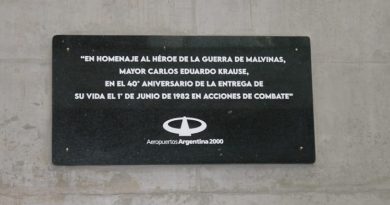 "EN HOMENAJE AL HÉROE DE LA GUERRA DE MALVINAS,
MAYOR CARLOS EDUARDO KRAUSE,
EN EL 40° ANIVERSARIO DE LA ENTREGA DE
SU VIDA EL 1° DE JUNIO DE 1982 EN ACCIONES DE COMBATE"
Aeropuertos Argentina 2000